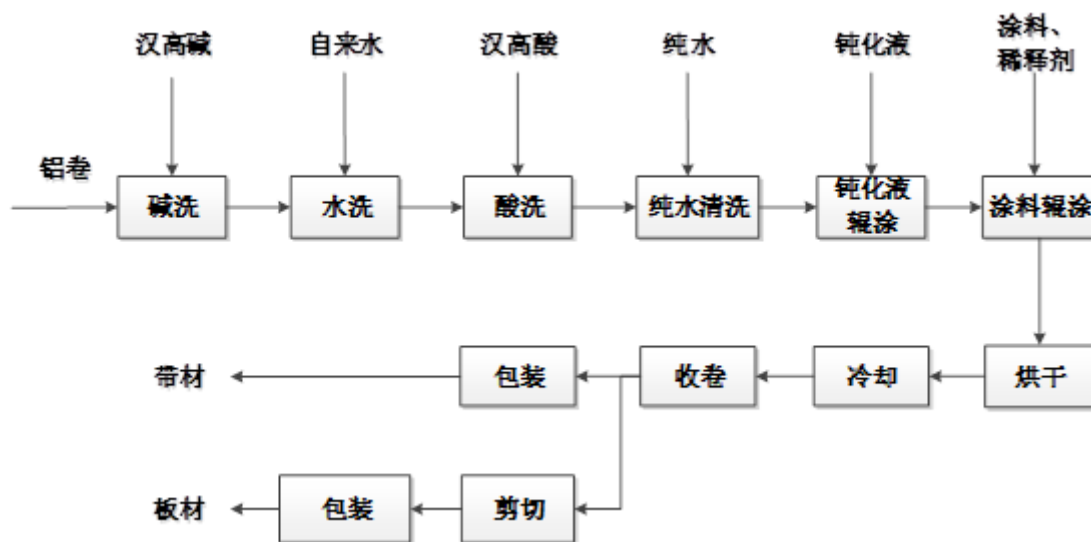 汉高碱
自来水
汉高酸
纯水
钝化液
涂料、
稀释剂
铝卷
碱洗
水洗
酸洗
纯水清洗
钝化液
辊涂
涂料辊涂
带材
包装
收卷
冷却
烘干
板材
包装
剪切